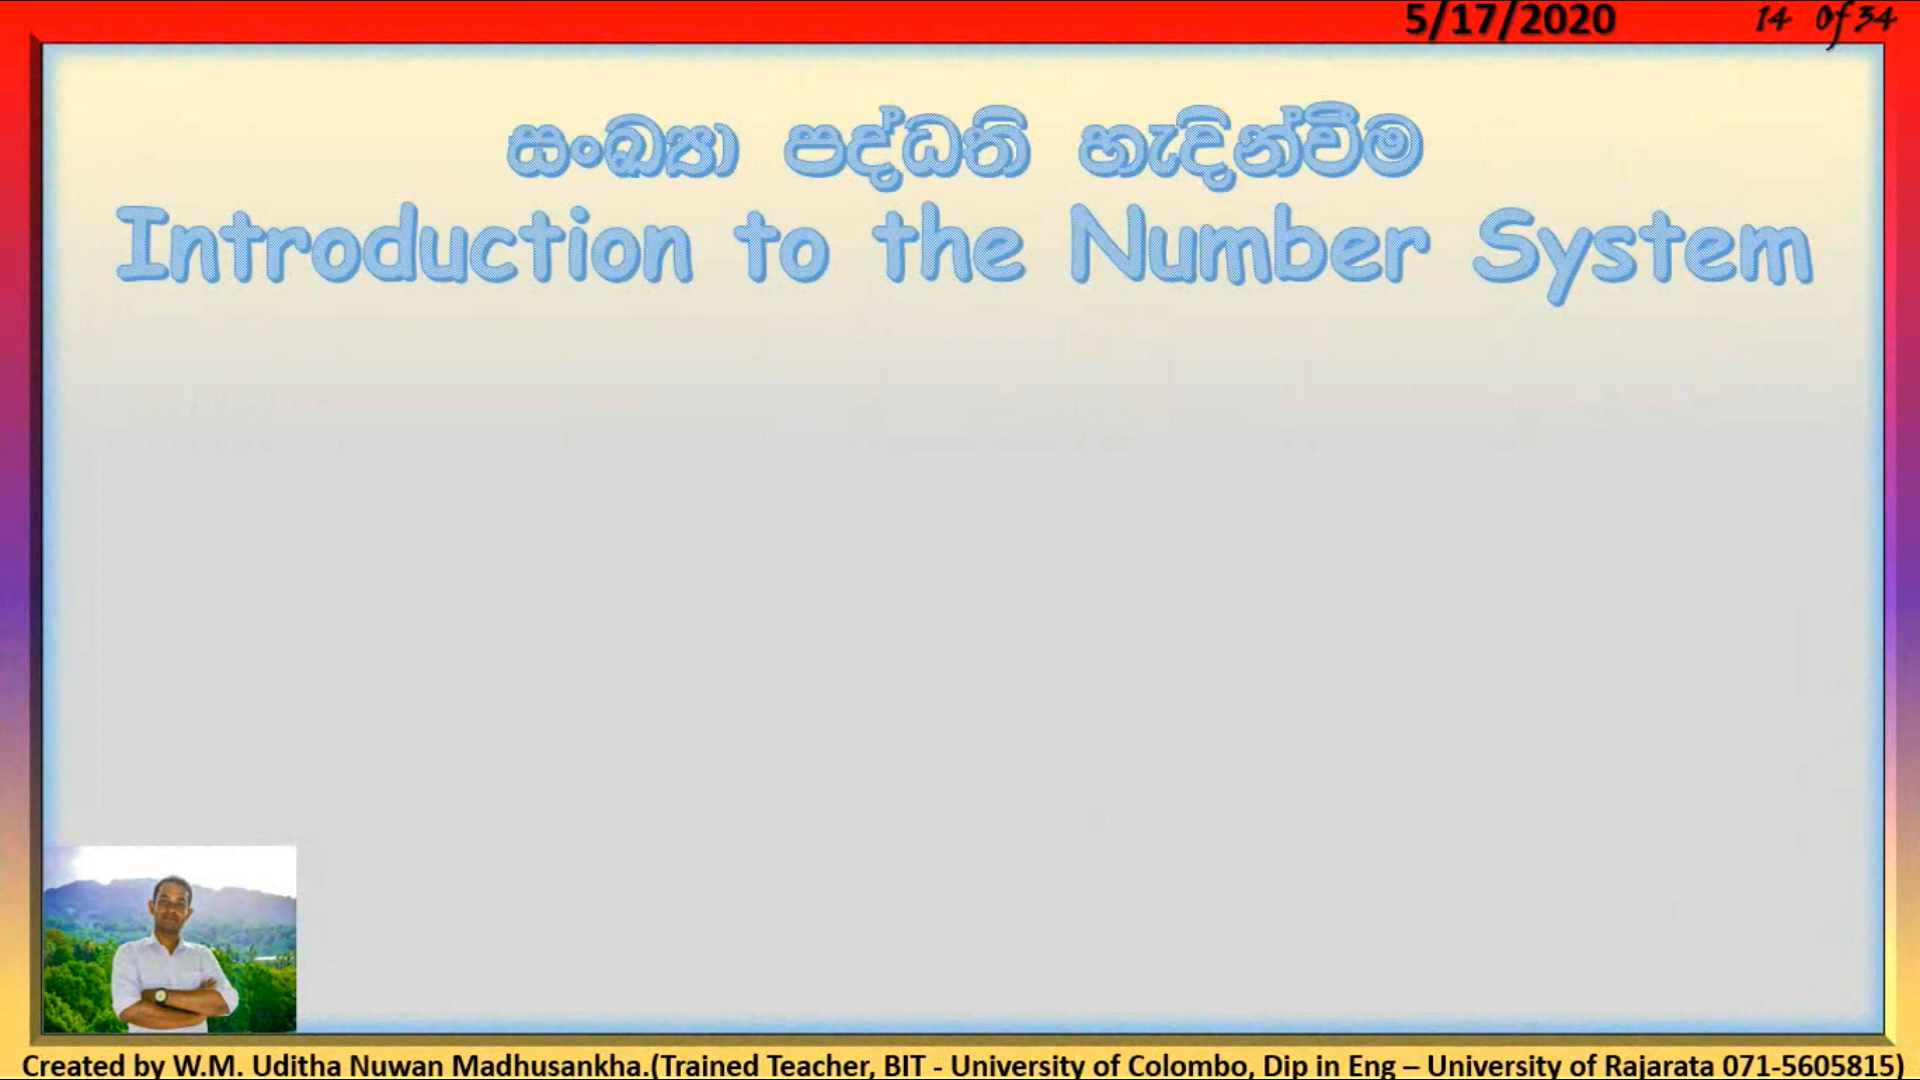 5/17/2020 14 Of 34
සංඛ්‍යා පද්ධති හැඳින්වීම
Introduction to the Number System
Created by W.M. Uditha Nuwan Madhusankha.(Trained Teacher, BIT - University of Colombo, Dip in Eng – University of Rajarata 071-5605815)